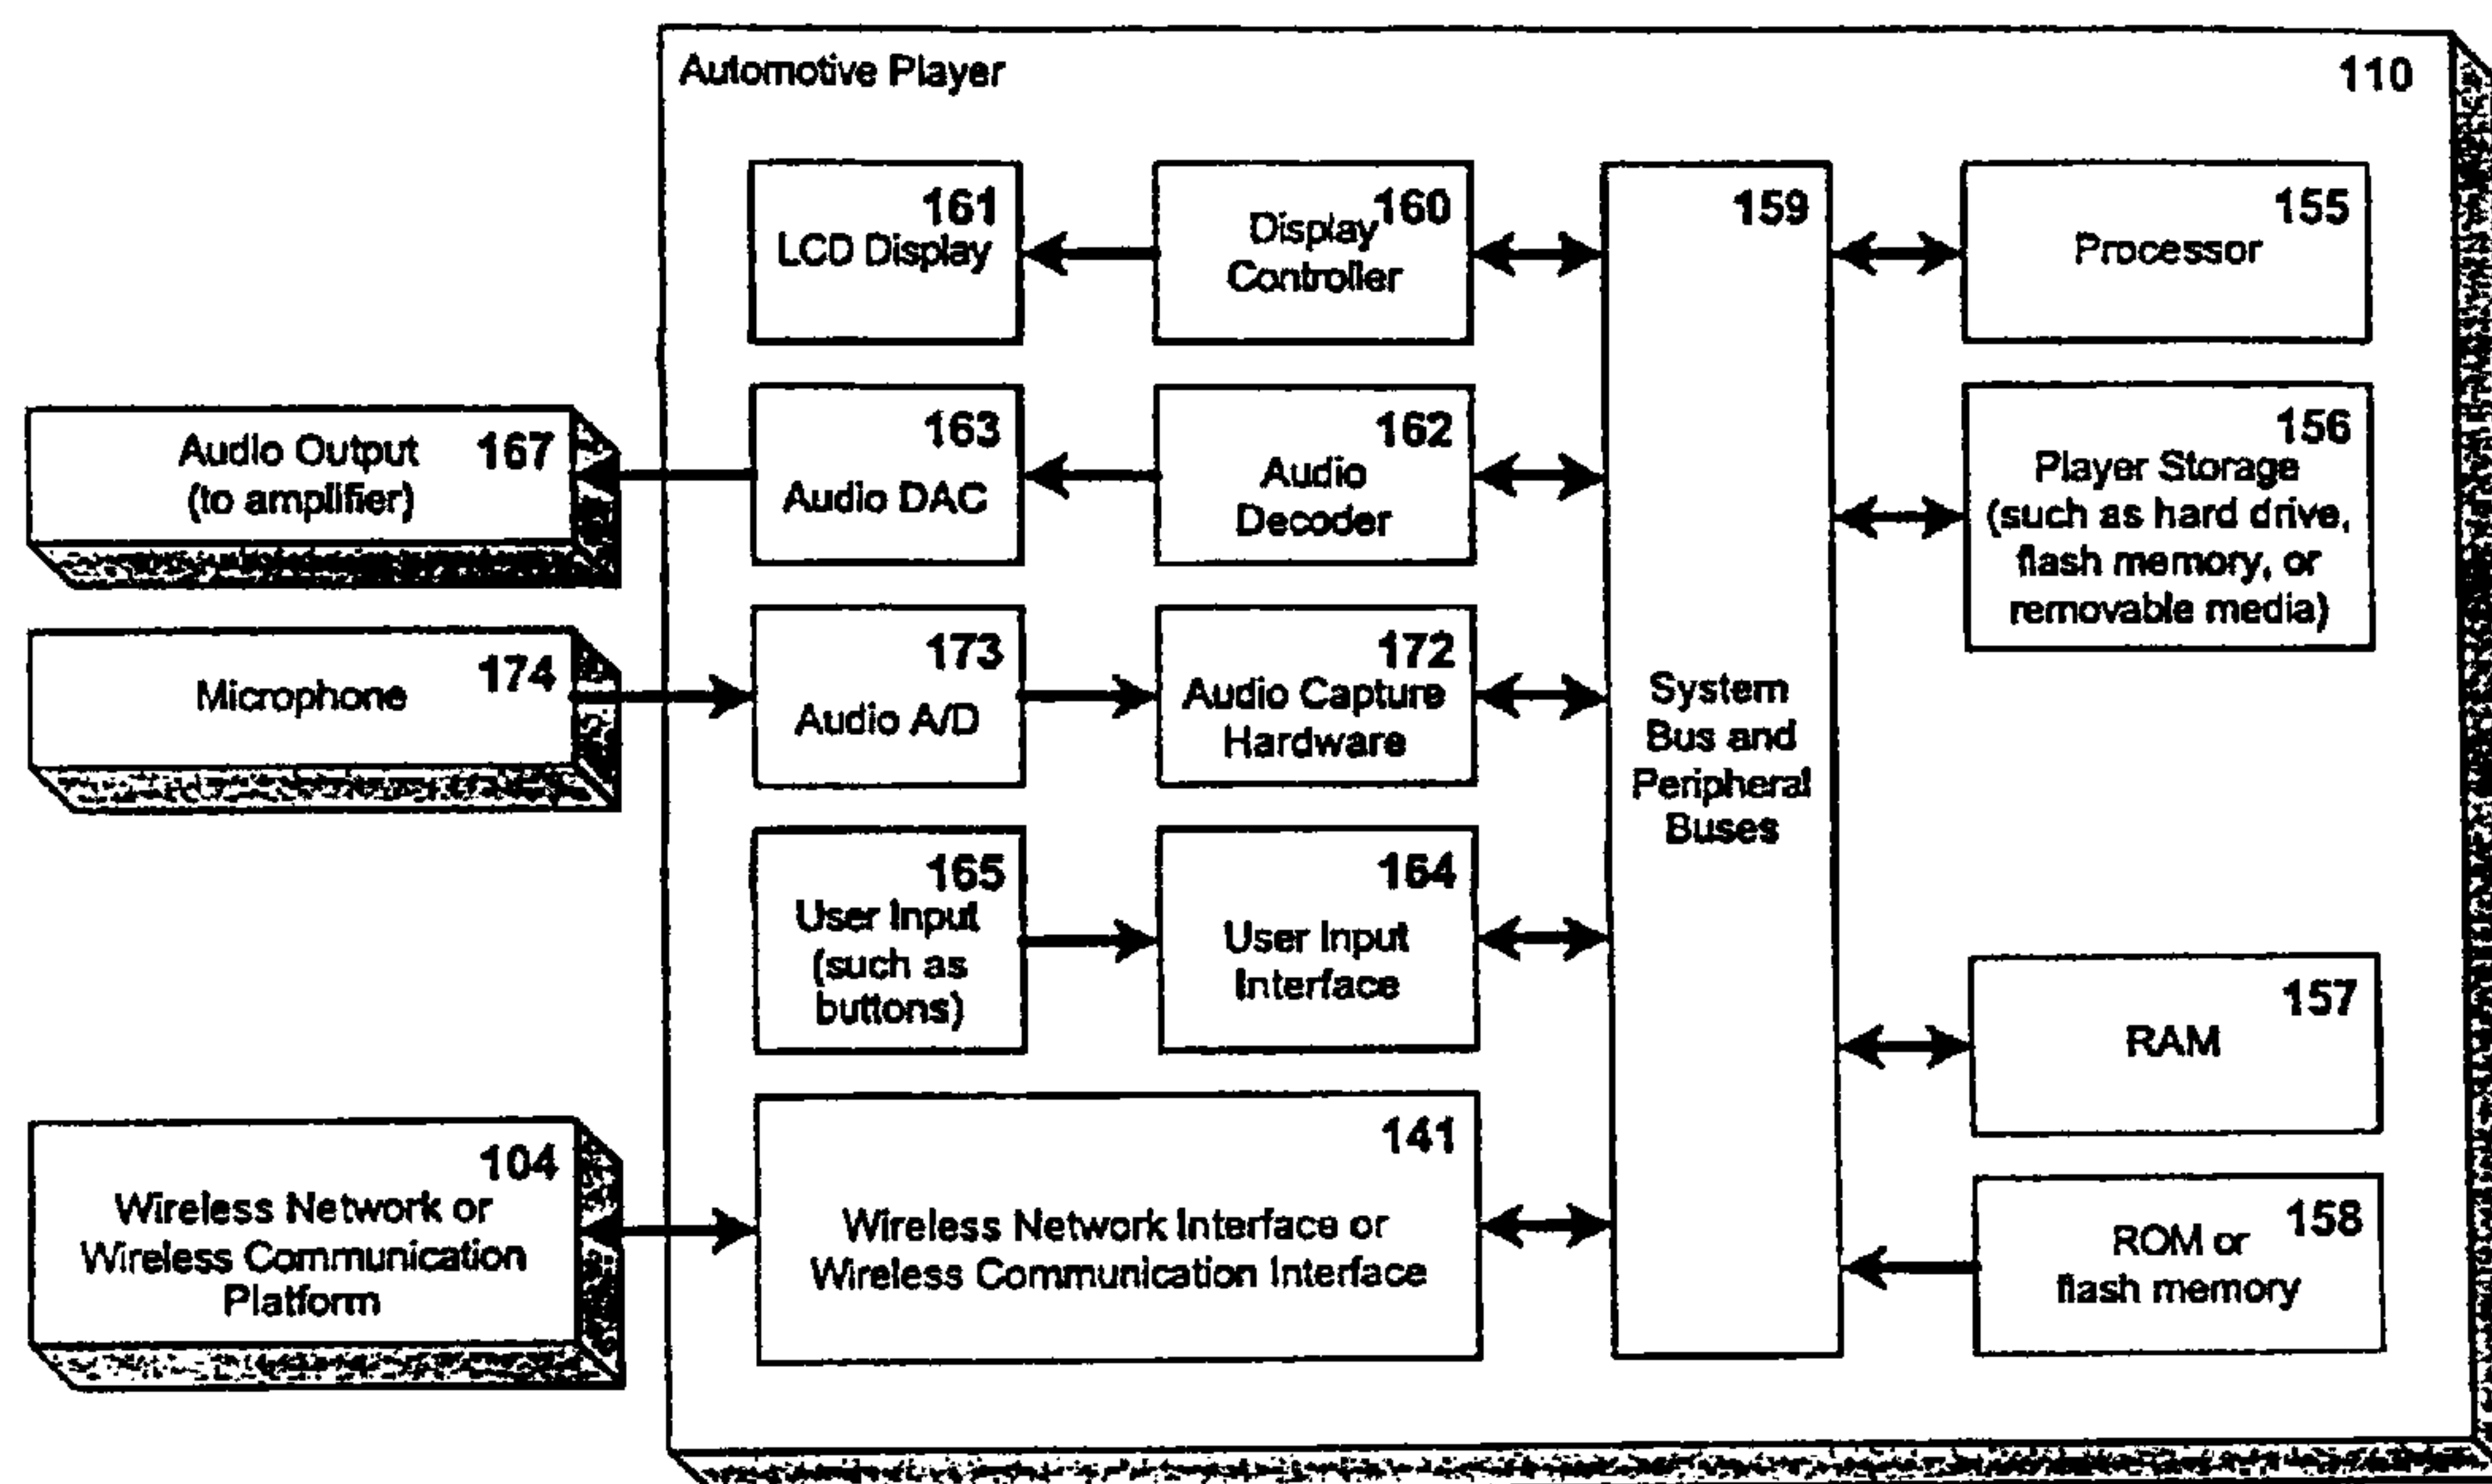 Automotive Player
110
161
LCD Display
160
Display
Controller
159
System
Bus and
Peripheral
Buses
155
Processor
Audio Output
(to amplifier)
167
163
Audio DAC
162
Audio
Decoder
156
Player Storage
(such as hard drive,
flash memory, or
removable media)
174
Microphone
173
Audio A/D
172
Audio Capture
Hardware
165
User Input
(such as
buttons)
164
User Input
Interface
157
RAM
104
Wireless Network or
Wireless Communication
Platform
141
Wireless Network Interface or
Wireless Communication Interface
158
ROM or
flash memory